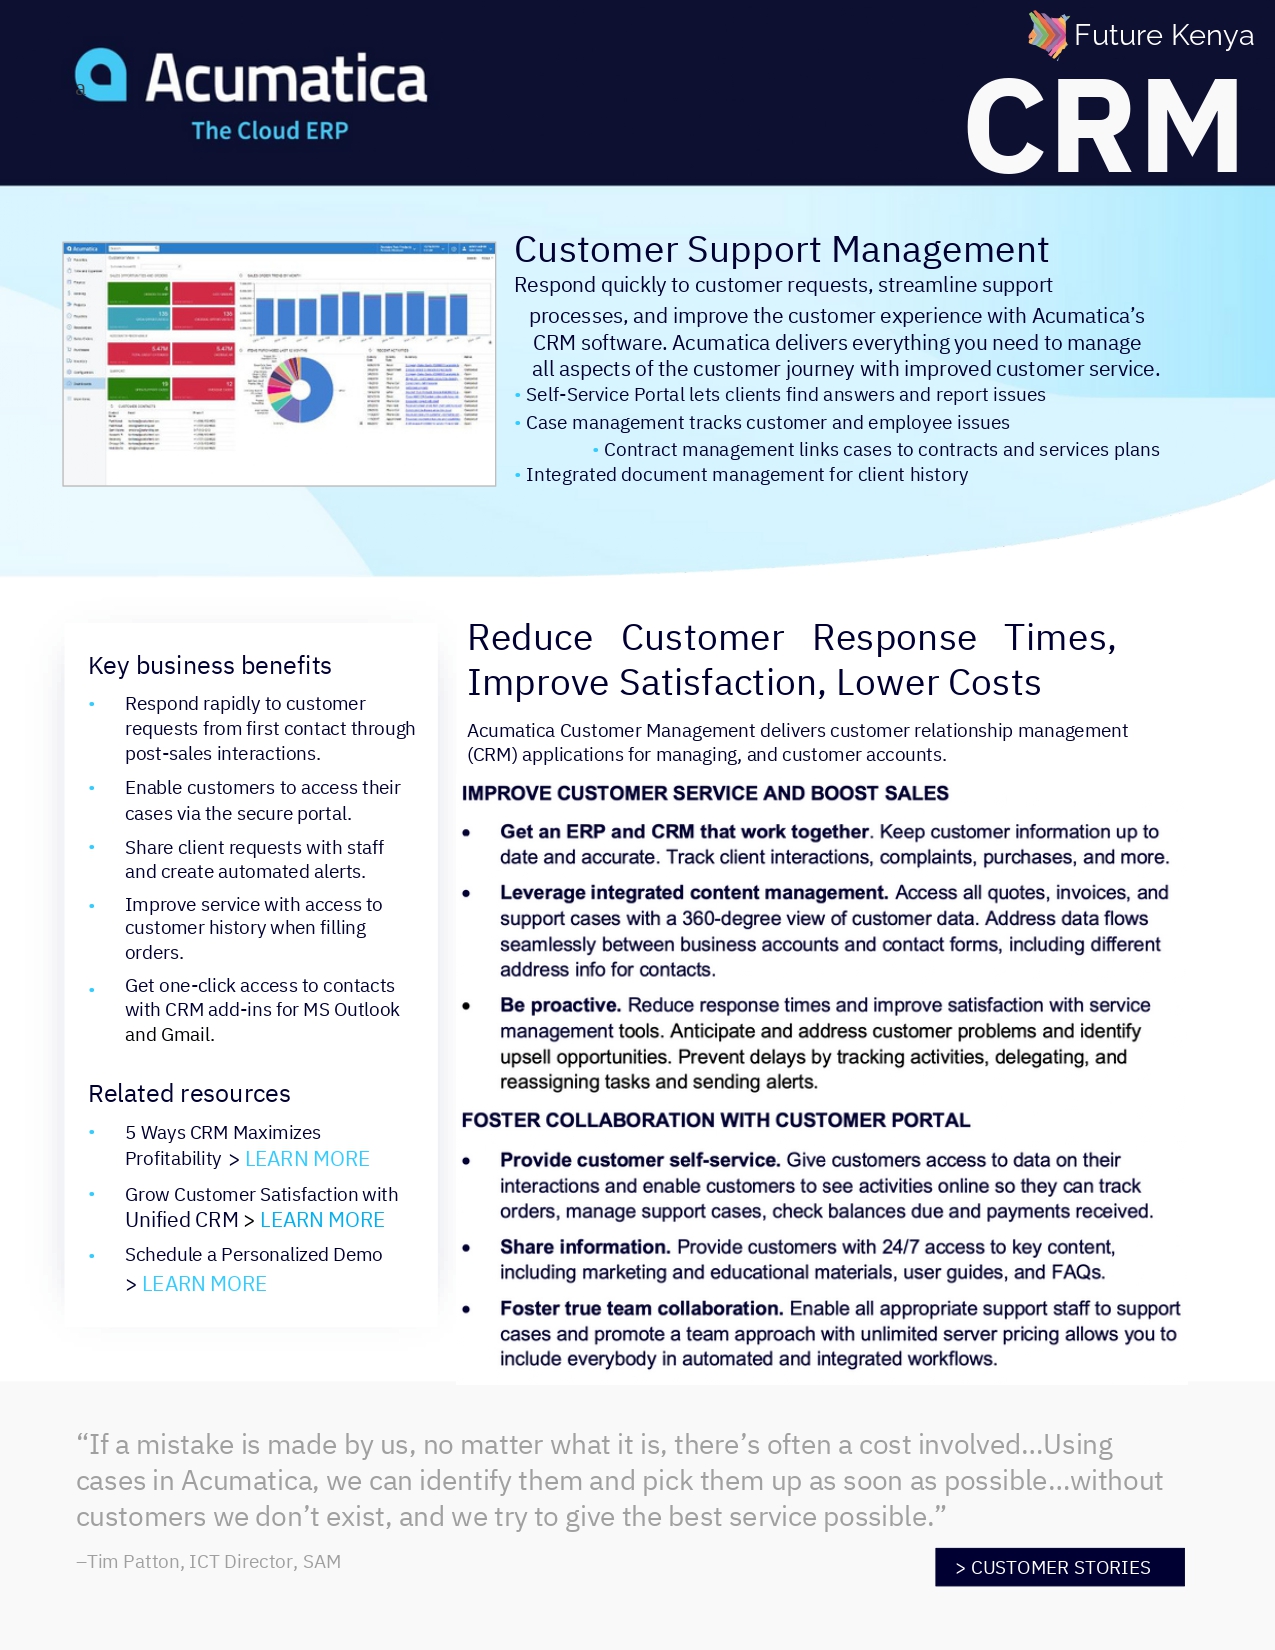 Future Kenya
a
Acumatica
The Cloud ERP
CRM
Acumatica
Customer Support Management
Respond quickly to customer requests, streamline support
processes, and improve the customer experience with Acumatica’s
CRM software. Acumatica delivers everything you need to manage
all aspects of the customer journey with improved customer service.
• Self-Service Portal lets clients find answers and report issues
• Case management tracks customer and employee issues
• Contract management links cases to contracts and services plans
• Integrated document management for client history
Key business benefits
• Respond rapidly to customer
requests from first contact through
post-sales interactions.
• Enable customers to access their
cases via the secure portal.
• Share client requests with staff
and create automated alerts.
• Improve service with access to
customer history when filling
orders.
• Get one-click access to contacts
with CRM add-ins for MS Outlook
and Gmail.
Related resources
• 5 Ways CRM Maximizes
Profitability > LEARN MORE
• Grow Customer Satisfaction with
Unified CRM > LEARN MORE
• Schedule a Personalized Demo
> LEARN MORE
Reduce Customer Response Times,
Improve Satisfaction, Lower Costs
Acumatica Customer Management delivers customer relationship management
(CRM) applications for managing, and customer accounts.
IMPROVE CUSTOMER SERVICE AND BOOST SALES
• Get an ERP and CRM that work together. Keep customer information up to
date and accurate. Track client interactions, complaints, purchases, and more.
• Leverage integrated content management. Access all quotes, invoices, and
support cases with a 360-degree view of customer data. Address data flows
seamlessly between business accounts and contact forms, including different
address info for contacts.
• Be proactive. Reduce response times and improve satisfaction with service
management tools. Anticipate and address customer problems and identify
upsell opportunities. Prevent delays by tracking activities, delegating, and
reassigning tasks and sending alerts.
FOSTER COLLABORATION WITH CUSTOMER PORTAL
• Provide customer self-service. Give customers access to data on their
interactions and enable customers to see activities online so they can track
orders, manage support cases, check balances due and payments received.
• Share information. Provide customers with 24/7 access to key content,
including marketing and educational materials, user guides, and FAQs.
• Foster true team collaboration. Enable all appropriate support staff to support
cases and promote a team approach with unlimited server pricing allows you to
include everybody in automated and integrated workflows.
“If a mistake is made by us, no matter what it is, there’s often a cost involved...Using
cases in Acumatica, we can identify them and pick them up as soon as possible...without
customers we don’t exist, and we try to give the best service possible.”
–Tim Patton, ICT Director, SAM
> CUSTOMER STORIES